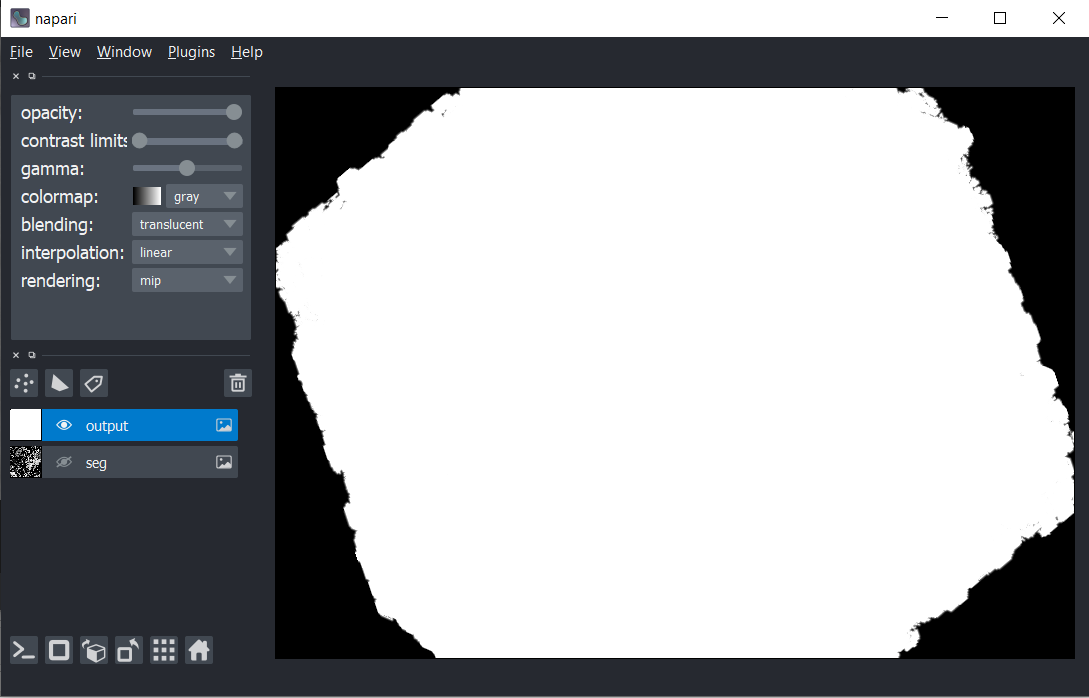 napari
File View Window Plugins Help
opacity:
contrast limits
gamma:
colormap: gray
blending: translucent
interpolation: linear
rendering: mip
output
seg